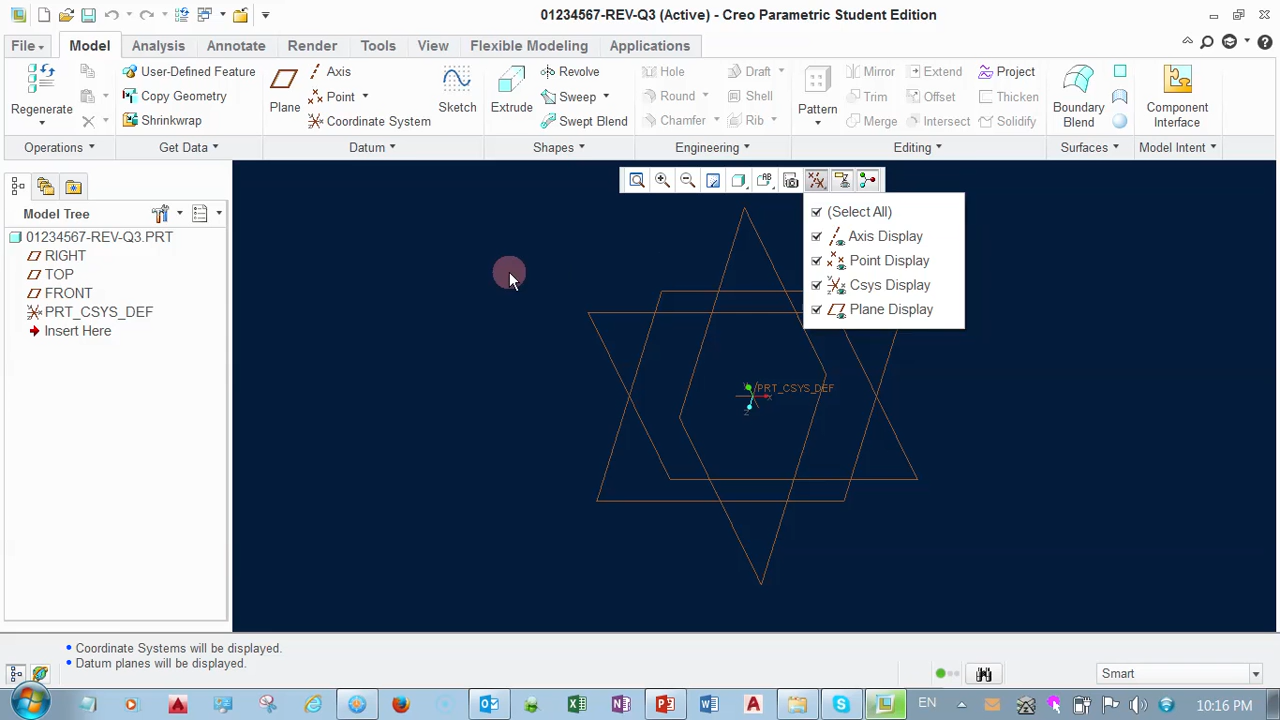 01234567-REV-Q3 (Active) - Creo Parametric Student Edition
File Model Analysis Annotate Render Tools View Flexible Modeling Applications
Regenerate
Operations
User-Defined Feature
Copy Geometry
Shrinkwrap
Get Data
Plane
Axis
Point
Coordinate System
Datum
Sketch
Extrude
Revolve
Sweep
Swept Blend
Shapes
Hole
Round
Chamfer
Draft
Shell
Rib
Engineering
Pattern
Mirror
Trim
Merge
Extend
Offset
Intersect
Project
Thicken
Solidify
Editing
Boundary
Blend
Surfaces
Component
Interface
Model Intent
Model Tree
01234567-REV-Q3.PRT
RIGHT
TOP
FRONT
PRT_CSYS_DEF
Insert Here
(Select All)
Axis Display
Point Display
Csys Display
Plane Display
PRT_CSYS_DEF
X
Z
• Coordinate Systems will be displayed.
• Datum planes will be displayed.
Smart
EN
10:16 PM